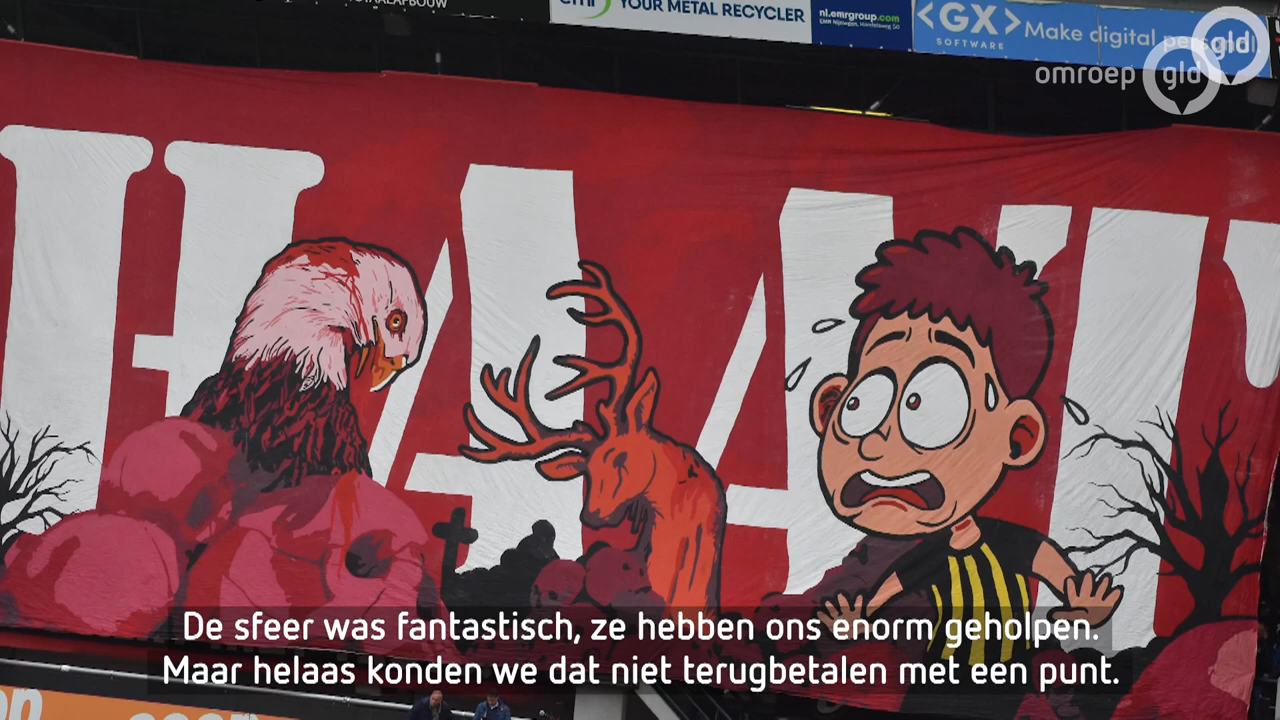 YOUR METAL RECYCLER
nl.emrgroup.com
<GX>
SOFTWARE
Make digital
gld
omroep gld
HAAT
De sfeer was fantastisch, ze hebben ons enorm geholpen.
Maar helaas konden we dat niet terugbetalen met een punt.